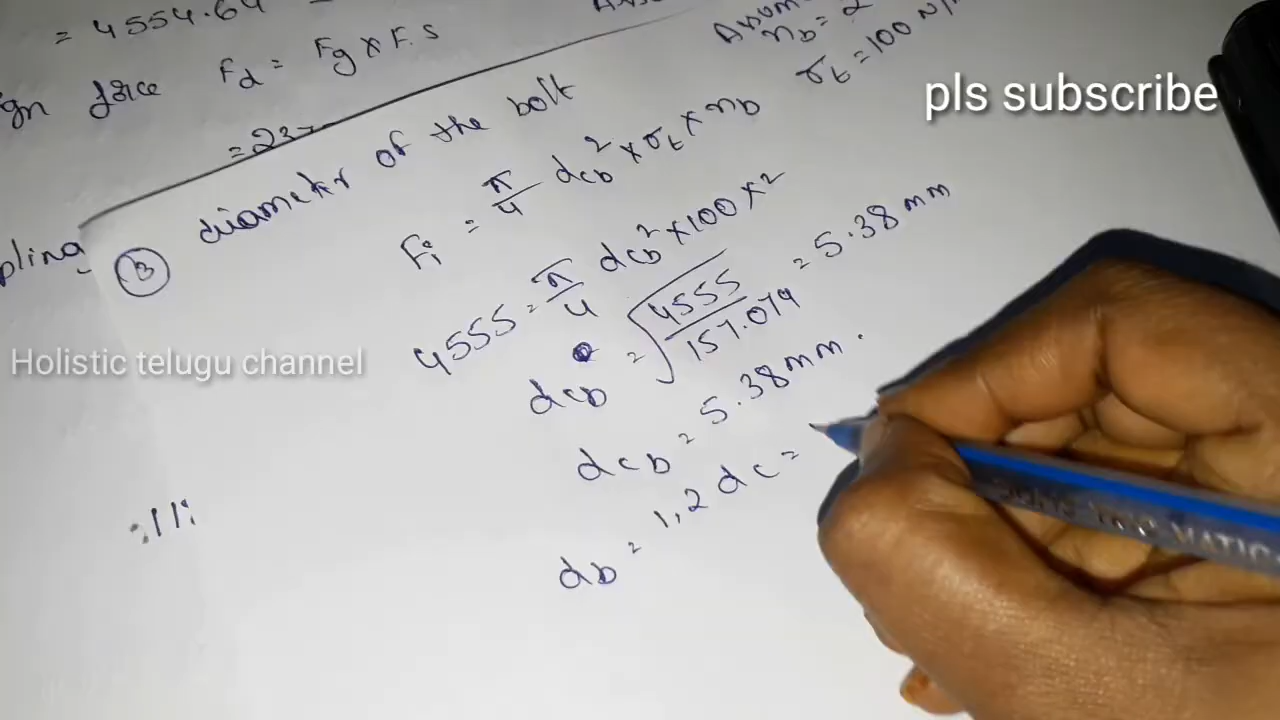 = 4554.64
Fd = Fg x F.S
gn force
= 23
nb = 2
σt = 100 N/
pls subscribe
pling
③ diameter of the bolt
Fi = π/4 dcb² x σt x nb
4555 = π/4 dcb² x 100 x 2
dcb = √4555/157.079 = 5.38 mm
Holistic telugu channel
dcb = 5.38 mm.
db = 1.2 dc =